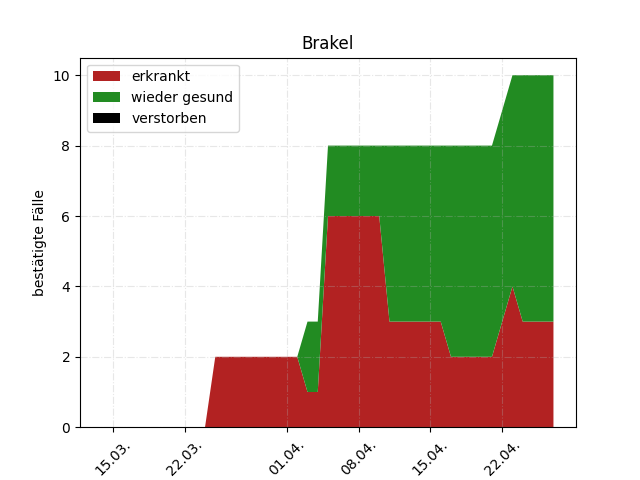 Brakel
erkrankt
wieder gesund
verstorben
bestätigte Fälle
10
8
6
4
2
0
15.03.
22.03.
01.04.
08.04.
15.04.
22.04.